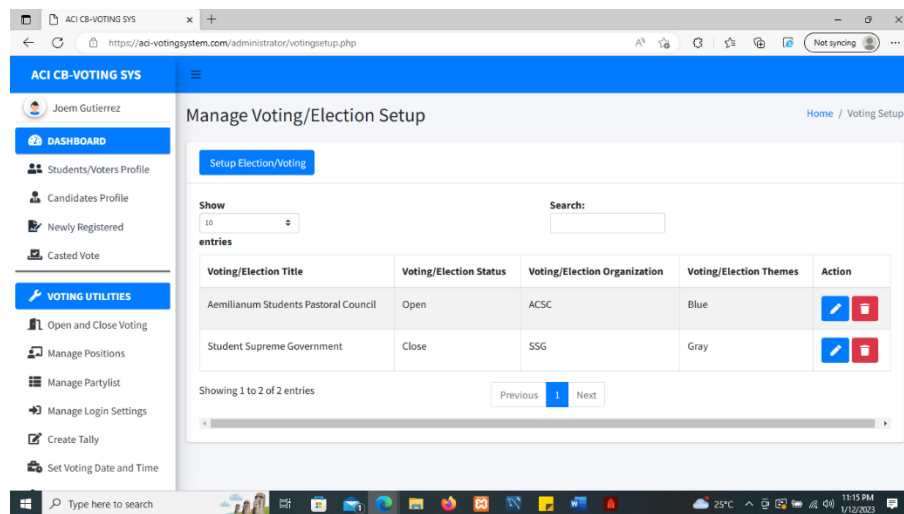 ACI CB-VOTING SYS
https://aci-votingsystem.com/administrator/votingsetup.php
Not syncing
ACI CB-VOTING SYS
Joem Gutierrez
DASHBOARD
Students/Voters Profile
Candidates Profile
Newly Registered
Casted Vote
VOTING UTILITIES
Open and Close Voting
Manage Positions
Manage Partylist
Manage Login Settings
Create Tally
Set Voting Date and Time
Manage Voting/Election Setup
Home / Voting Setup
Setup Election/Voting
Show
10
entries
Search:
Voting/Election Title Voting/Election Status Voting/Election Organization Voting/Election Themes Action
Aemilianum Students Pastoral Council Open ACSC Blue
Student Supreme Government Close SSG Gray
Showing 1 to 2 of 2 entries
Previous 1 Next
Type here to search
25°C
11:15 PM
1/12/2023